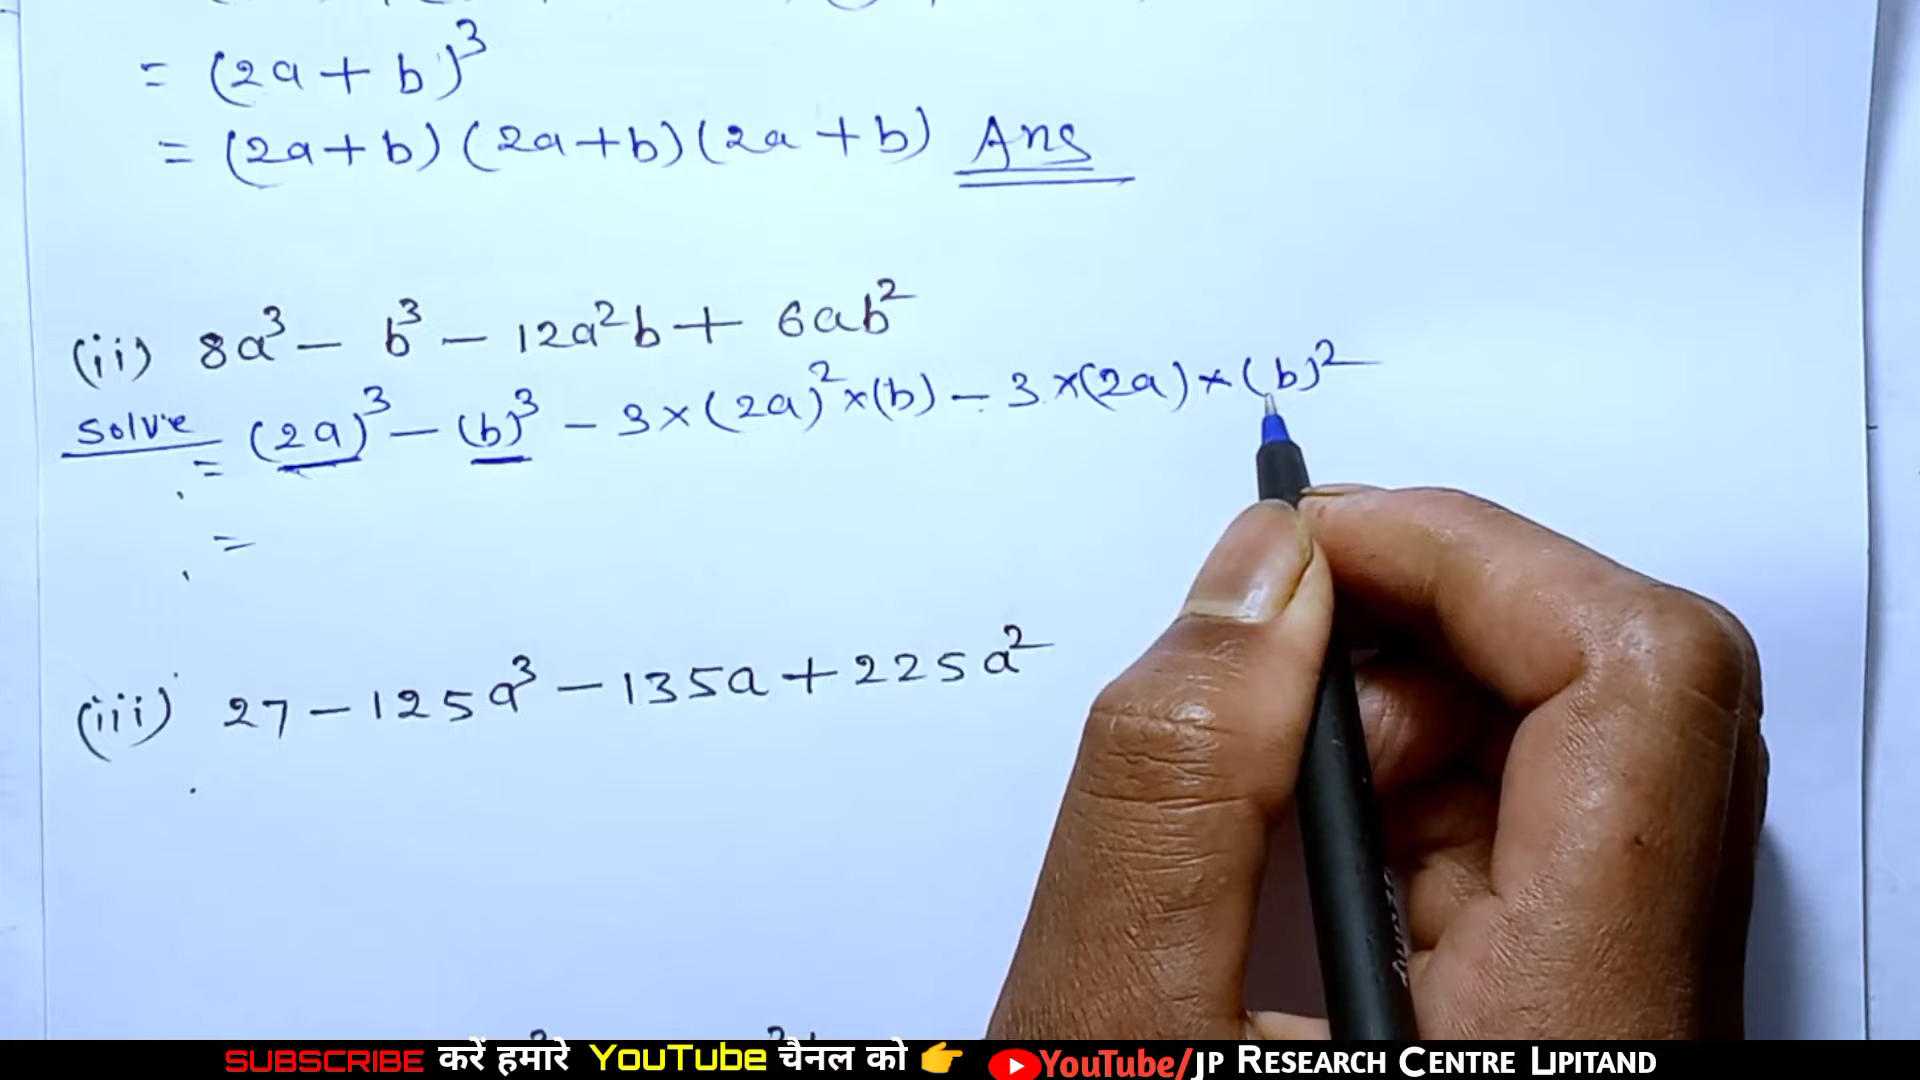 = (2a + b)³
= (2a + b) (2a + b) (2a + b) Ans
(ii) 8a³ - b³ - 12a²b + 6ab²
Solve (2a)³ - (b)³ - 3 × (2a)² × (b) - 3 × (2a) × (b)²
=
=
(iii) 27 - 125a³ - 135a + 225a²
SUBSCRIBE करें हमारे YouTube चैनल को 👉 YouTube/JP RESEARCH CENTRE LIPITAND